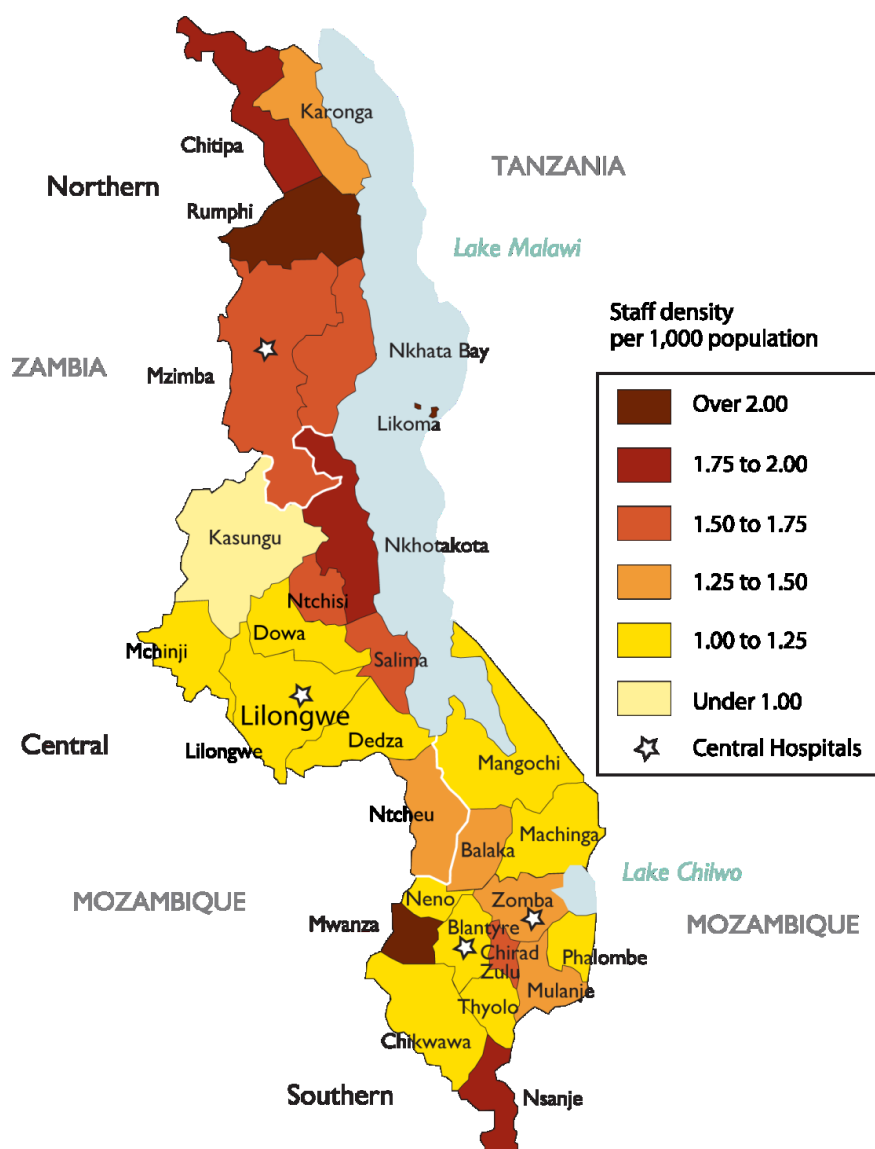 Karonga
Chitipa
TANZANIA
Northern
Rumphi
Lake Malawi
Staff density
per 1,000 population
Nkhata Bay
ZAMBIA
Mzimba
Over 2.00
Likoma
1.75 to 2.00
1.50 to 1.75
Kasungu
Nkhotakota
1.25 to 1.50
Ntchisi
Dowa
1.00 to 1.25
Mchinji
Salima
Under 1.00
Lilongwe
Central
Lilongwe
Dedza
Central Hospitals
Mangochi
Ntcheu
Machinga
Balaka
Lake Chilwo
MOZAMBIQUE
Neno
Zomba
Mwanza
Blantyre
MOZAMBIQUE
Chirad
Zulu
Phalombe
Mulanje
Thyolo
Chikwawa
Southern
Nsanje